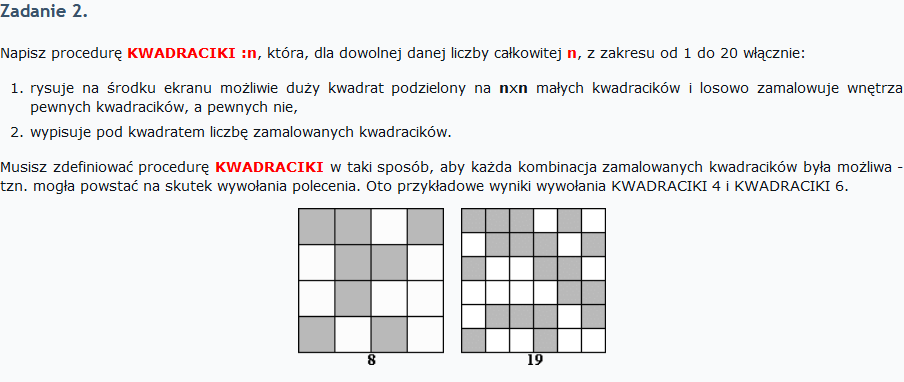 Zadanie 2.
Napisz procedurę KWADRACIKI :n, która, dla dowolnej danej liczby całkowitej n, z zakresu od 1 do 20 włącznie:
1. rysuje na środku ekranu możliwie duży kwadrat podzielony na n×n małych kwadracików i losowo zamalowuje wnętrza
pewnych kwadracików, a pewnych nie,
2. wypisuje pod kwadratem liczbę zamalowanych kwadracików.
Musisz zdefiniować procedurę KWADRACIKI w taki sposób, aby każda kombinacja zamalowanych kwadracików była możliwa -
tzn. mogła powstać na skutek wywołania polecenia. Oto przykładowe wyniki wywołania KWADRACIKI 4 i KWADRACIKI 6.
8 19